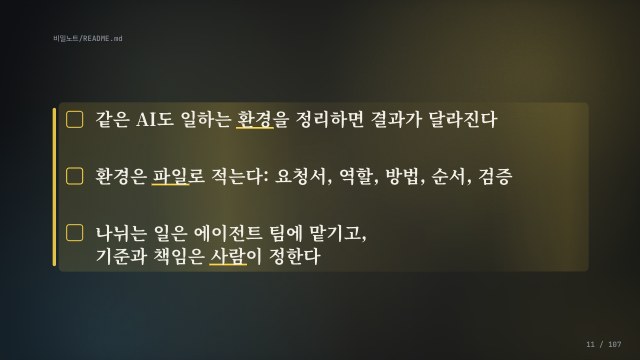 비밀노트/README.md
같은 AI도 일하는 환경을 정리하면 결과가 달라진다
환경은 파일로 적는다: 요청서, 역할, 방법, 순서, 검증
나뉘는 일은 에이전트 팀에 맡기고,
기준과 책임은 사람이 정한다
11 / 107